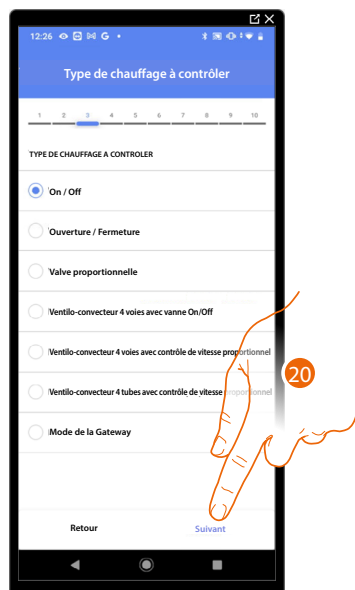 12:26 G
Type de chauffage à contrôler
1 2 3 4 5 6 7 8 9 10
TYPE DE CHAUFFAGE A CONTROLER
On / Off
Ouverture / Fermeture
Valve proportionnelle
Ventilo-convecteur 4 voies avec vanne On/Off
Ventilo-convecteur 4 voies avec contrôle de vitesse proportionnel
Ventilo-convecteur 4 tubes avec contrôle de vitesse proportionnel
Mode de la Gateway
20
Retour Suivant